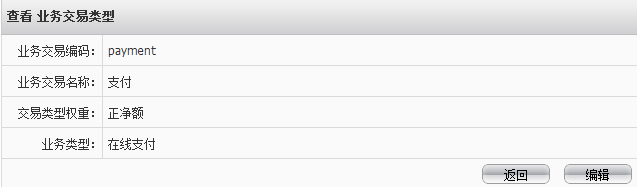 查看 业务交易类型
业务交易编码： payment
业务交易名称： 支付
交易类型权重： 正净额
业务类型： 在线支付
返回 编辑